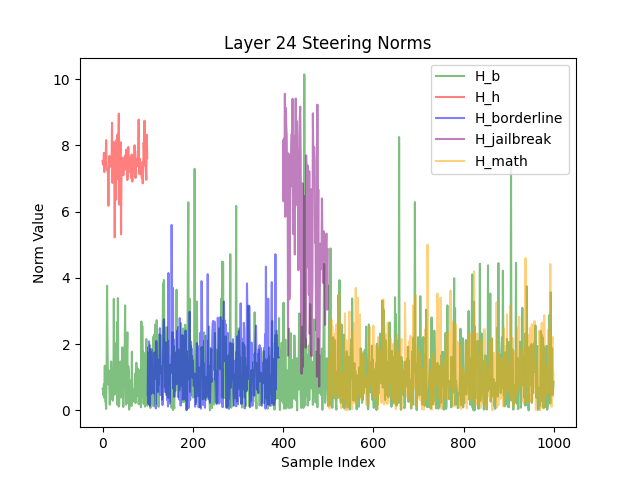 Layer 24 Steering Norms
H_b
H_h
H_borderline
H_jailbreak
H_math
Norm Value
10
8
6
4
2
0
0
200
400
600
800
1000
Sample Index